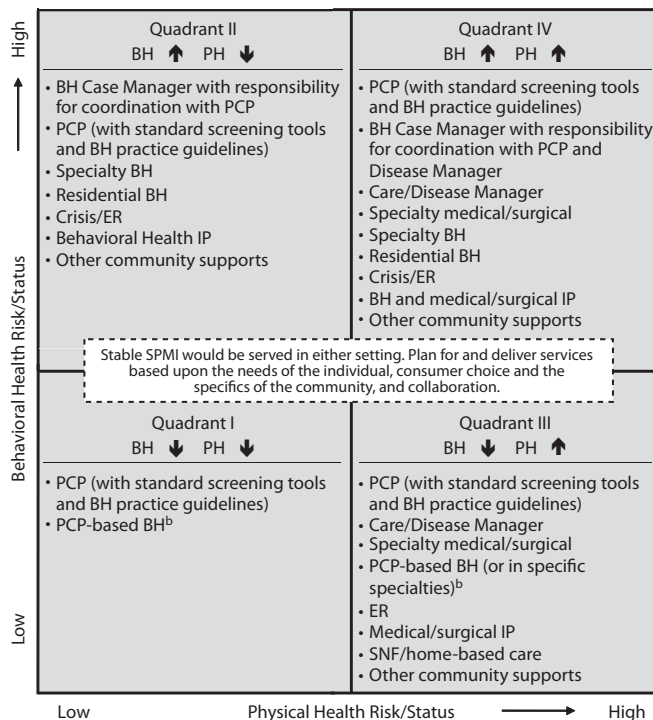 High
Behavioral Health Risk/Status
Low
Quadrant II
BH PH
• BH Case Manager with responsibility
for coordination with PCP
• PCP (with standard screening tools
and BH practice guidelines)
• Specialty BH
• Residential BH
• Crisis/ER
• Behavioral Health IP
• Other community supports
Quadrant IV
BH PH
• PCP (with standard screening tools
and BH practice guidelines)
• BH Case Manager with responsibility
for coordination with PCP and
Disease Manager
• Care/Disease Manager
• Specialty medical/surgical
• Specialty BH
• Residential BH
• Crisis/ER
• BH and medical/surgical IP
• Other community supports
Stable SPMI would be served in either setting. Plan for and deliver services
based upon the needs of the individual, consumer choice and the
specifics of the community, and collaboration.
Quadrant I
BH PH
• PCP (with standard screening tools
and BH practice guidelines)
• PCP-based BHᵇ
Quadrant III
BH PH
• PCP (with standard screening tools
and BH practice guidelines)
• Care/Disease Manager
• Specialty medical/surgical
• PCP-based BH (or in specific
specialties)ᵇ
• ER
• Medical/surgical IP
• SNF/home-based care
• Other community supports
Low Physical Health Risk/Status High